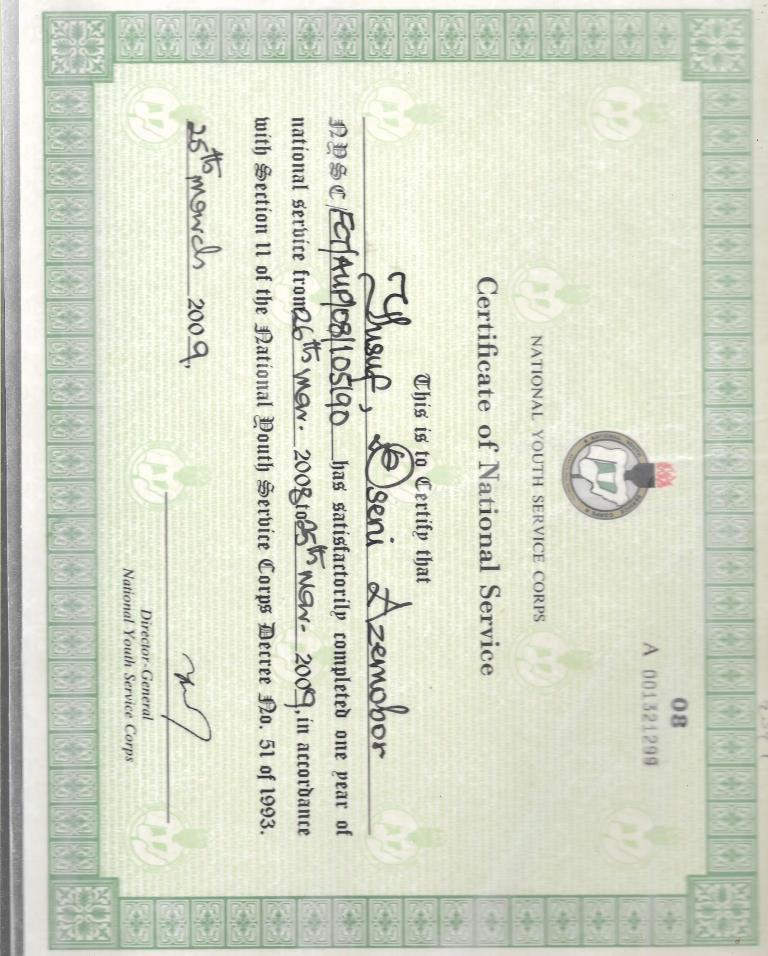 08
A 001321299
NATIONAL YOUTH SERVICE CORPS
Certificate of National Service
This is to Certify that
Yusuf, Oseni Azemobor
NYSC/FCT/AUP/08/10590 has satisfactorily completed one year of
national service from 26th Mar. 2008 to 25th Mar. 2009, in accordance
with Section 11 of the National Youth Service Corps Decree No. 51 of 1993.
25th March 2009,
Director-General
National Youth Service Corps